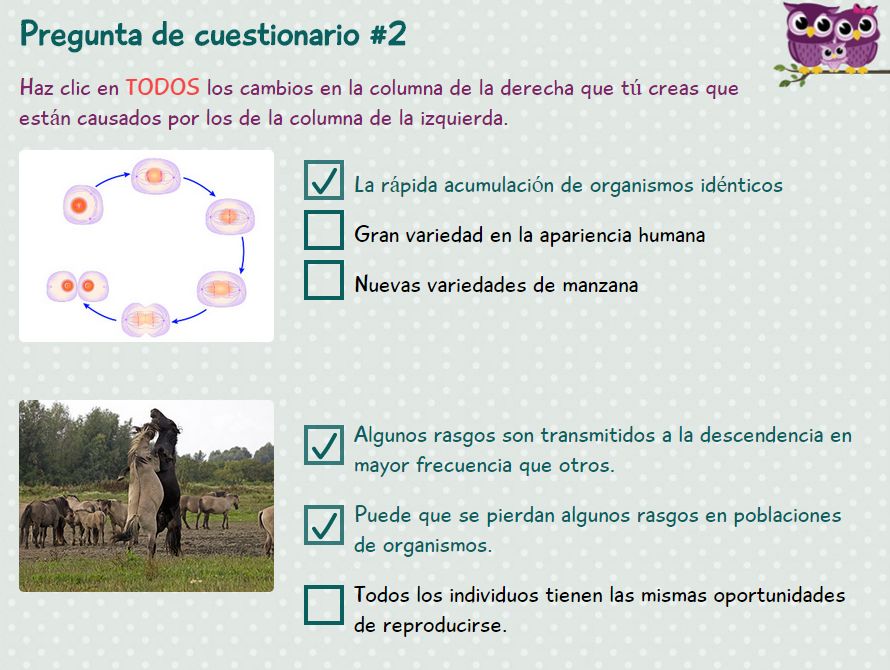 Pregunta de cuestionario #2
Haz clic en TODOS los cambios en la columna de la derecha que tú creas que
están causados por los de la columna de la izquierda.
La rápida acumulación de organismos idénticos
Gran variedad en la apariencia humana
Nuevas variedades de manzana
Algunos rasgos son transmitidos a la descendencia en
mayor frecuencia que otros.
Puede que se pierdan algunos rasgos en poblaciones
de organismos.
Todos los individuos tienen las mismas oportunidades
de reproducirse.